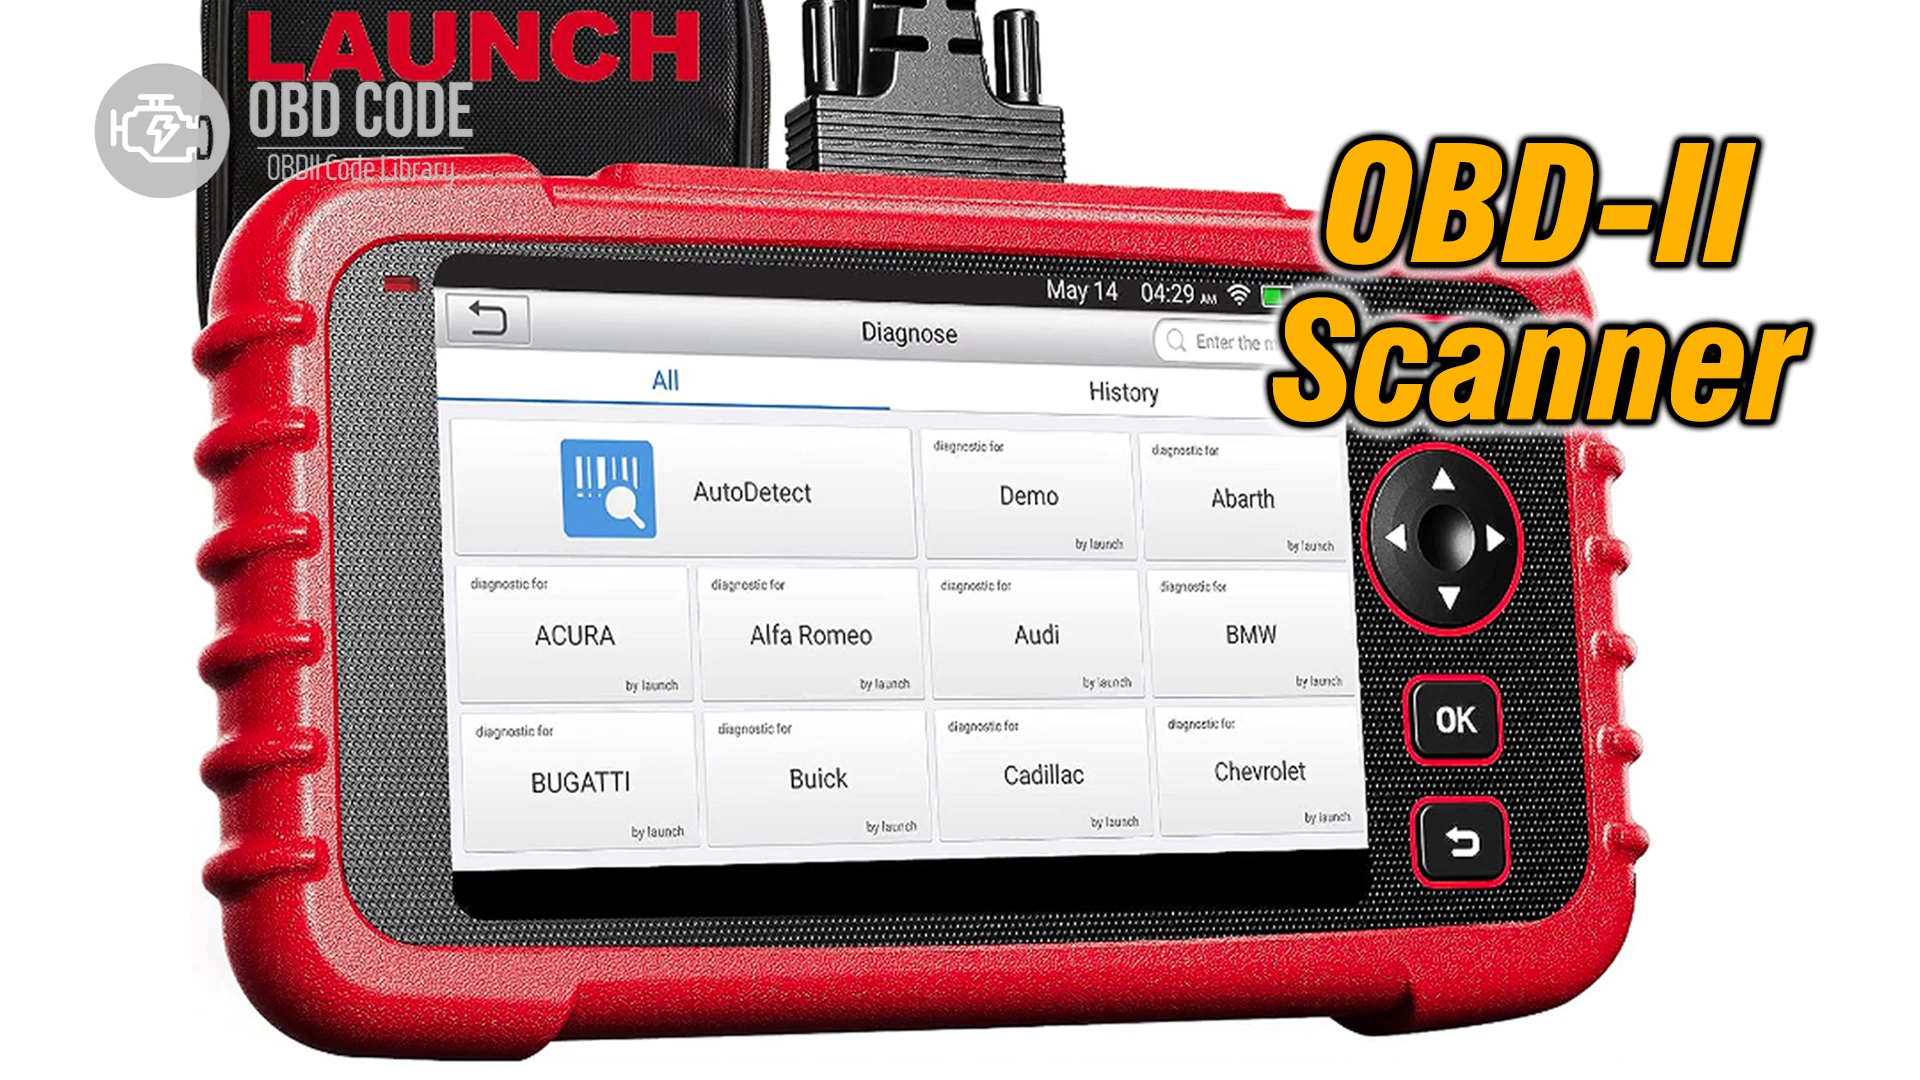 LAUNCH
OBD CODE
OBDII Code Library
OBD-II
Scanner
May 14 04:29 AM
Diagnose
Enter the
All
History
AutoDetect
diagnostic for
Demo
by launch
diagnostic for
Abarth
by launch
diagnostic for
ACURA
by launch
diagnostic for
Alfa Romeo
by launch
diagnostic for
Audi
by launch
diagnostic for
BMW
by launch
diagnostic for
BUGATTI
by launch
diagnostic for
Buick
by launch
diagnostic for
Cadillac
by launch
diagnostic for
Chevrolet
by launch
OK